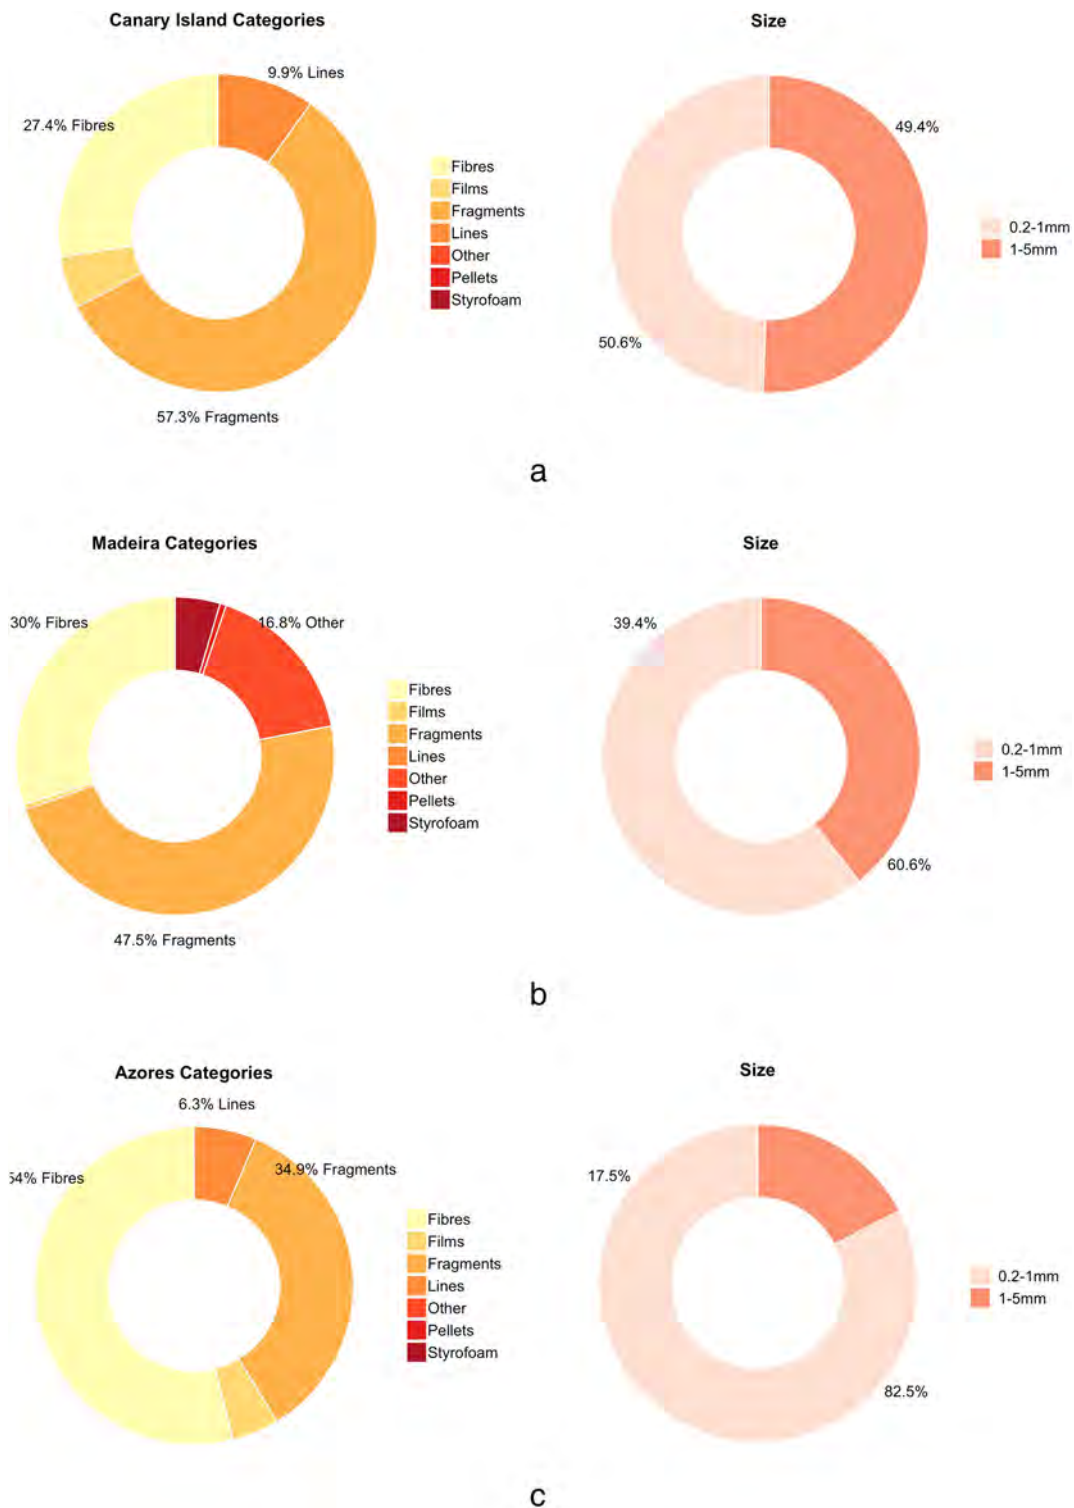 Canary Island Categories
Size
9.9% Lines
27.4% Fibres
49.4%
Fibres
Films
Fragments
Lines
Other
Pellets
Styrofoam
0.2-1mm
1-5mm
50.6%
57.3% Fragments
a
Madeira Categories
Size
30% Fibres
16.8% Other
39.4%
Fibres
Films
Fragments
Lines
Other
Pellets
Styrofoam
0.2-1mm
1-5mm
60.6%
47.5% Fragments
b
Azores Categories
Size
6.3% Lines
34.9% Fragments
54% Fibres
17.5%
Fibres
Films
Fragments
Lines
Other
Pellets
Styrofoam
0.2-1mm
1-5mm
82.5%
c